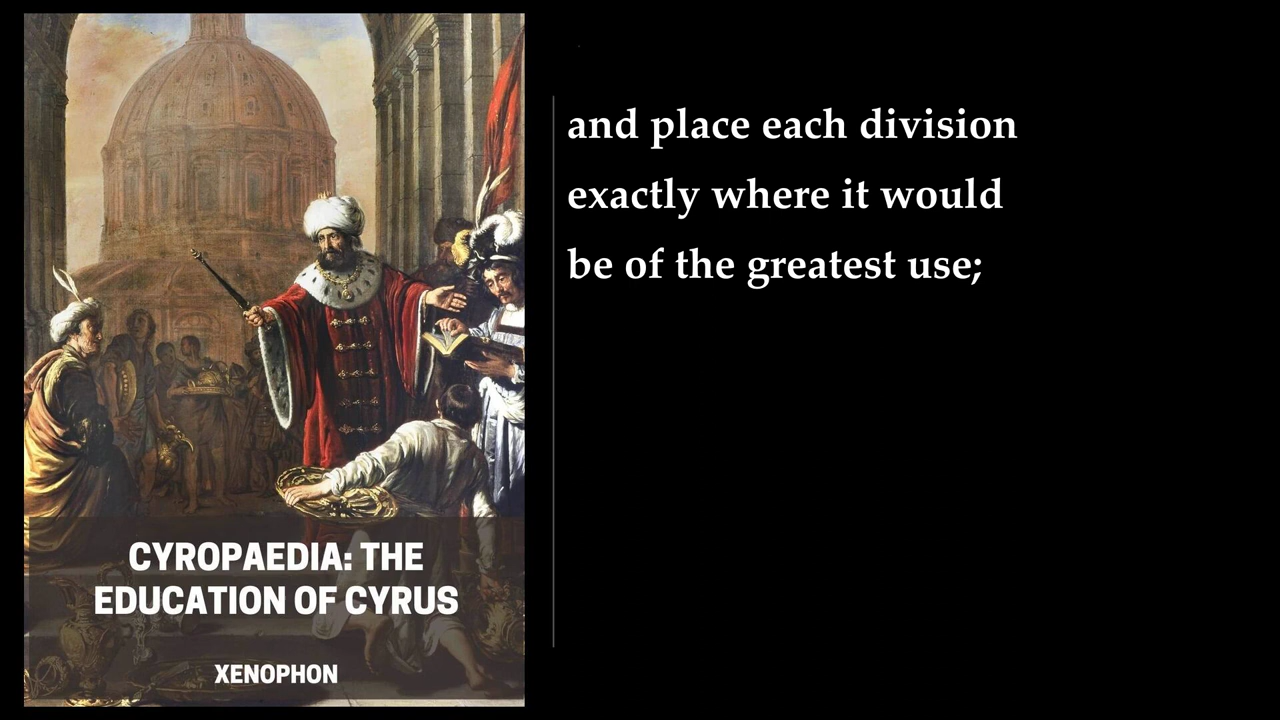 and place each division
exactly where it would
be of the greatest use;
CYROPAEDIA: THE
EDUCATION OF CYRUS
XENOPHON